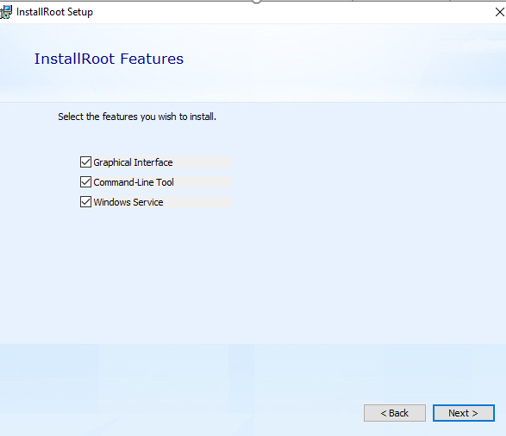 InstallRoot Setup
InstallRoot Features
Select the features you wish to install.
Graphical Interface
Command-Line Tool
Windows Service
< Back Next >